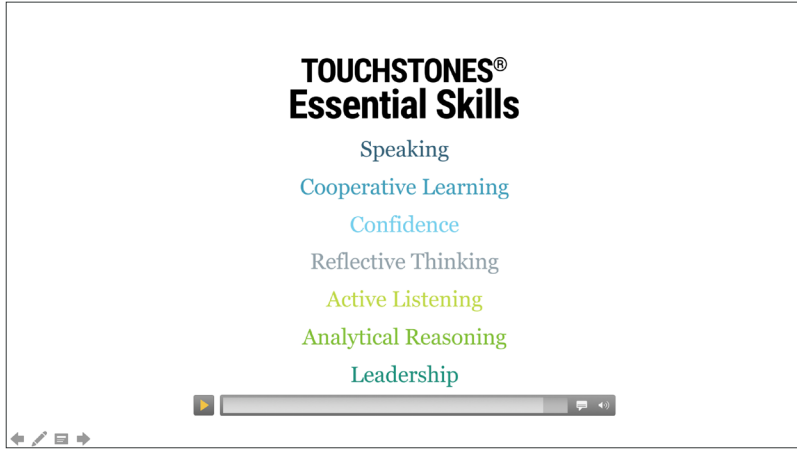 TOUCHSTONES®
Essential Skills
Speaking
Cooperative Learning
Confidence
Reflective Thinking
Active Listening
Analytical Reasoning
Leadership